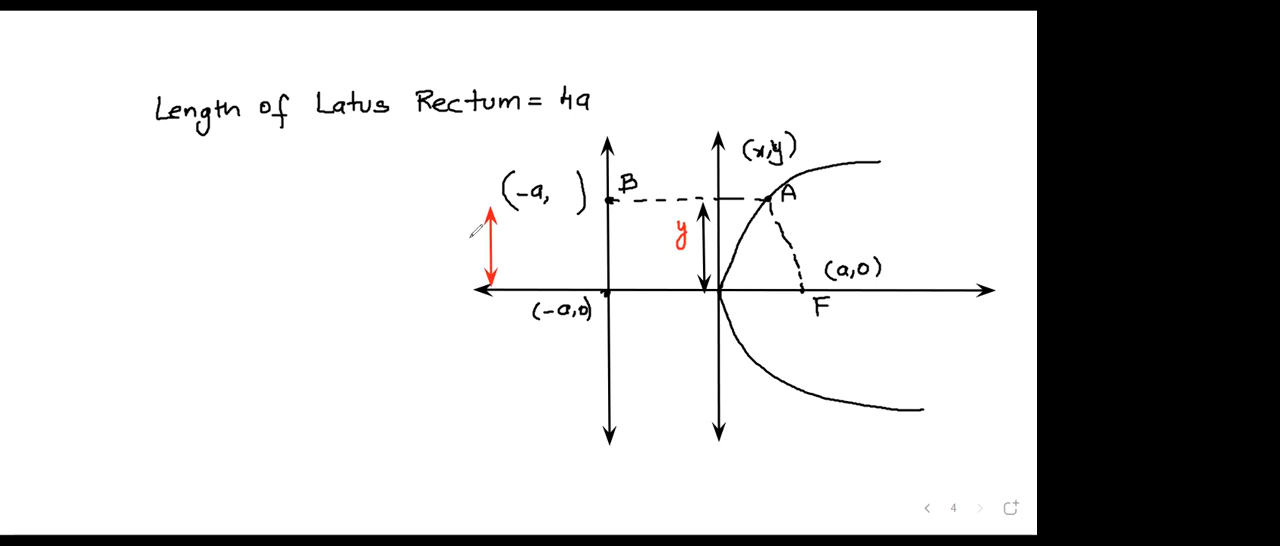 Length of Latus Rectum = 4a
(x,y)
(-a, )
B
A
y
(a,0)
(-a,0)
F
< 4 >